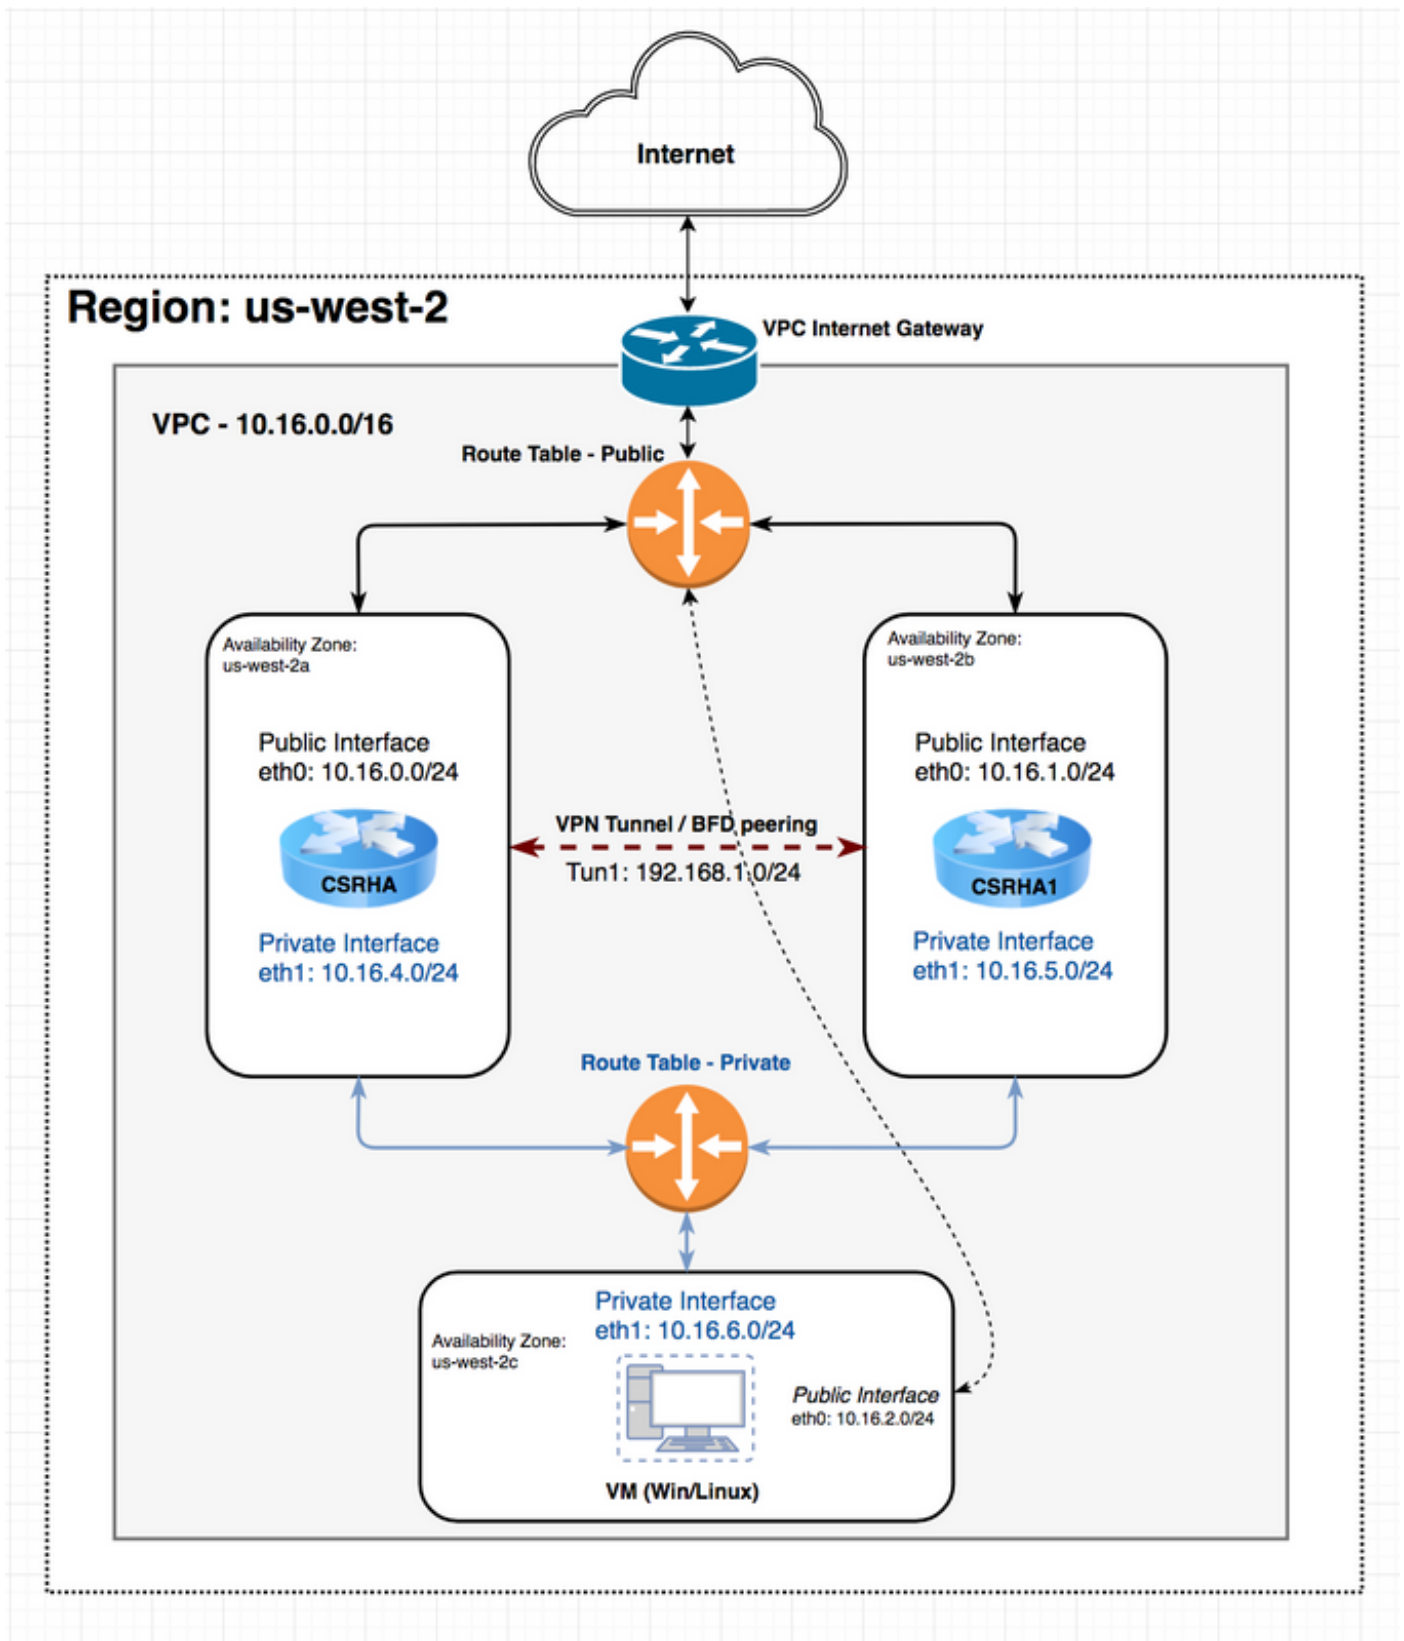 Internet
Region: us-west-2
VPC Internet Gateway
VPC - 10.16.0.0/16
Route Table - Public
Availability Zone:
us-west-2a
Public Interface
eth0: 10.16.0.0/24
CSRHA
Private Interface
eth1: 10.16.4.0/24
VPN Tunnel / BFD peering
Tun1: 192.168.1.0/24
Availability Zone:
us-west-2b
Public Interface
eth0: 10.16.1.0/24
CSRHA1
Private Interface
eth1: 10.16.5.0/24
Route Table - Private
Private Interface
eth1: 10.16.6.0/24
Availability Zone:
us-west-2c
Public Interface
eth0: 10.16.2.0/24
VM (Win/Linux)